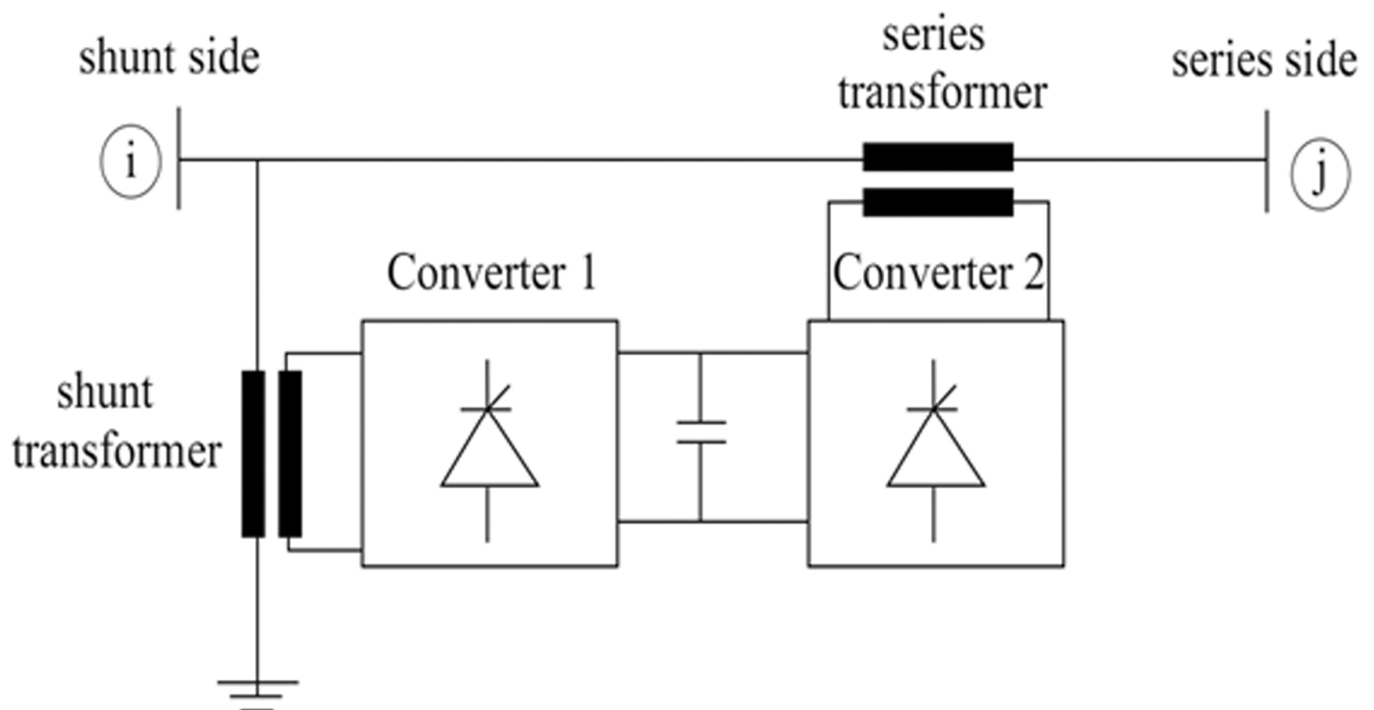 series
transformer
shunt side
series side
i
j
Converter 1
Converter 2
shunt
transformer